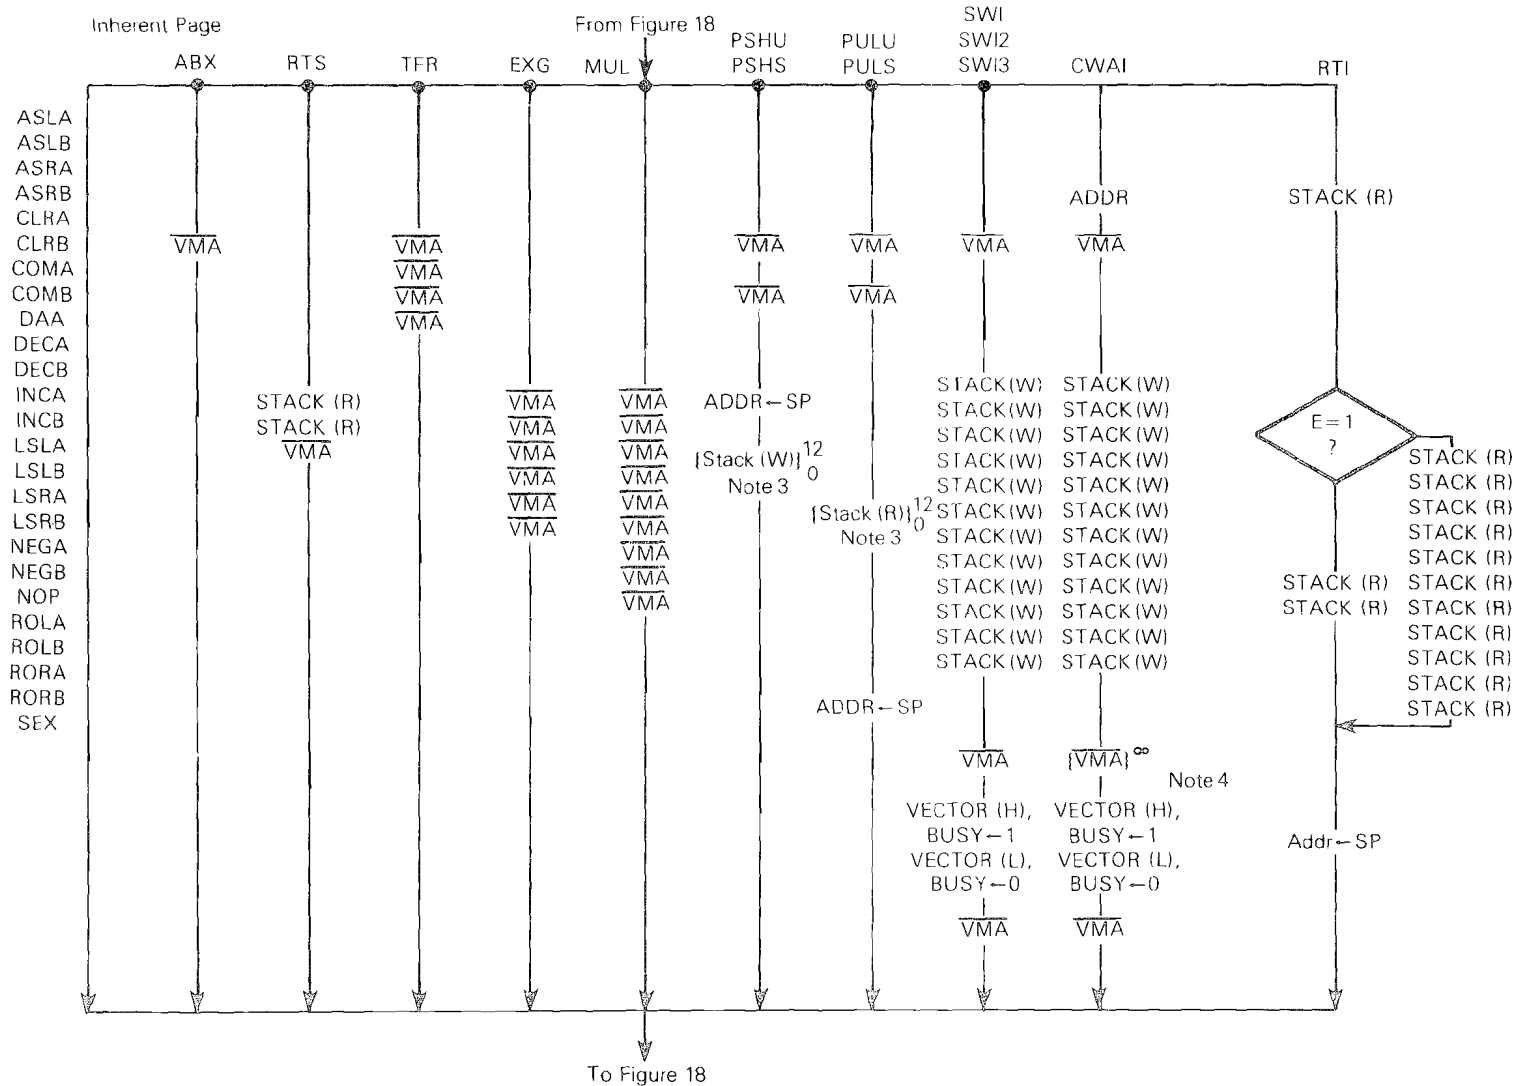 Inherent Page
From Figure 18
ASLA
ASLB
ASRA
ASRB
CLRA
CLRB
COMA
COMB
DAA
DECA
DECB
INCA
INCB
LSLA
LSLB
LSRA
LSRB
NEGA
NEGB
NOP
ROLA
ROLB
RORA
RORB
SEX
ABX
VMA
RTS
STACK (R)
STACK (R)
VMA
TFR
VMA
VMA
VMA
VMA
EXG
VMA
VMA
VMA
VMA
VMA
VMA
MUL
VMA
VMA
VMA
VMA
VMA
VMA
VMA
VMA
VMA
PSHU
PSHS
VMA
VMA
ADDR←SP
{Stack (W)}12 0
Note 3
PULU
PULS
VMA
VMA
{Stack (R)}12 0
Note 3
ADDR←SP
SWI
SWI2
SWI3
VMA
STACK(W)
STACK(W)
STACK(W)
STACK(W)
STACK(W)
STACK(W)
STACK(W)
STACK(W)
STACK(W)
STACK(W)
STACK(W)
STACK(W)
VMA
VECTOR (H),
BUSY←1
VECTOR (L),
BUSY←0
VMA
CWAI
ADDR
VMA
STACK(W)
STACK(W)
STACK(W)
STACK(W)
STACK(W)
STACK(W)
STACK(W)
STACK(W)
STACK(W)
STACK(W)
STACK(W)
STACK(W)
{VMA}∞
Note 4
VECTOR (H),
BUSY←1
VECTOR (L),
BUSY←0
VMA
RTI
STACK (R)
E=1
?
STACK (R)
STACK (R)
STACK (R)
STACK (R)
STACK (R)
STACK (R)
STACK (R)
STACK (R)
STACK (R)
STACK (R)
STACK (R)
STACK (R)
STACK (R)
Addr←SP
To Figure 18